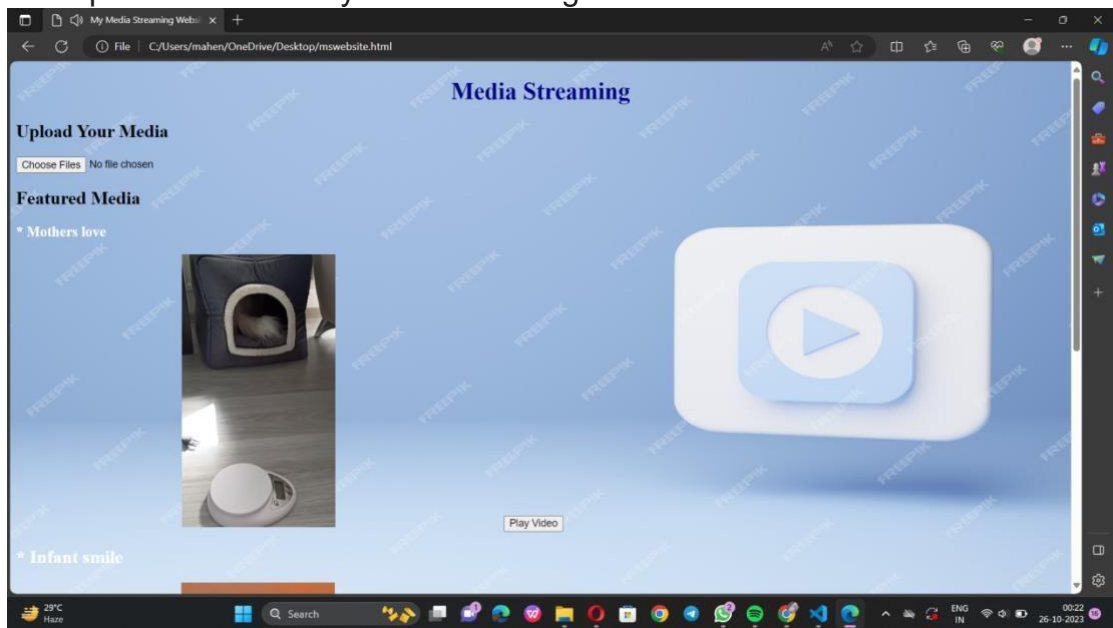 My Media Streaming Websi
File C:/Users/mahen/OneDrive/Desktop/mswebsite.html
Media Streaming
Upload Your Media
Choose Files No file chosen
Featured Media
* Mothers love
Play Video
* Infant smile
FREEPIK
29°C
Haze
Search
ENG
IN
00:22
26-10-2023